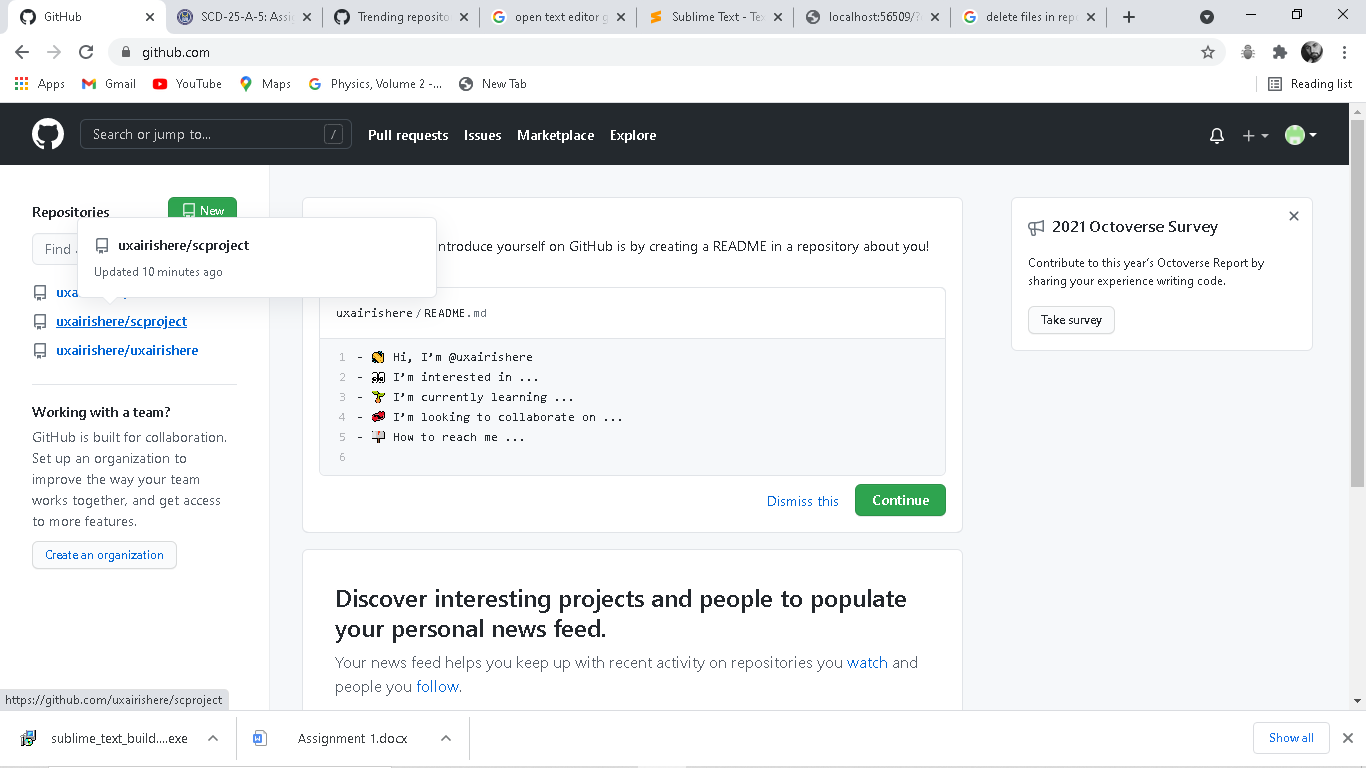 GitHub
SCD-25-A-5: Assi
Trending reposito
open text editor g
Sublime Text - Te
localhost:56509/?
delete files in rep
github.com
Apps
Gmail
YouTube
Maps
Physics, Volume 2 -...
New Tab
Reading list
Search or jump to...
/
Pull requests
Issues
Marketplace
Explore
Repositories
New
Find
uxairishere/scproject
Updated 10 minutes ago
uxairishere/scproject
uxairishere/uxairishere
Working with a team?
GitHub is built for collaboration.
Set up an organization to
improve the way your team
works together, and get access
to more features.
Create an organization
ntroduce yourself on GitHub is by creating a README in a repository about you!
uxairishere / README.md
1 - 👋 Hi, I'm @uxairishere
2 - 👀 I'm interested in ...
3 - 🌱 I'm currently learning ...
4 - 💞️ I'm looking to collaborate on ...
5 - 📫 How to reach me ...
6
Dismiss this
Continue
Discover interesting projects and people to populate
your personal news feed.
Your news feed helps you keep up with recent activity on repositories you watch and
people you follow.
2021 Octoverse Survey
Contribute to this year's Octoverse Report by
sharing your experience writing code.
Take survey
https://github.com/uxairishere/scproject
sublime_text_build....exe
Assignment 1.docx
Show all